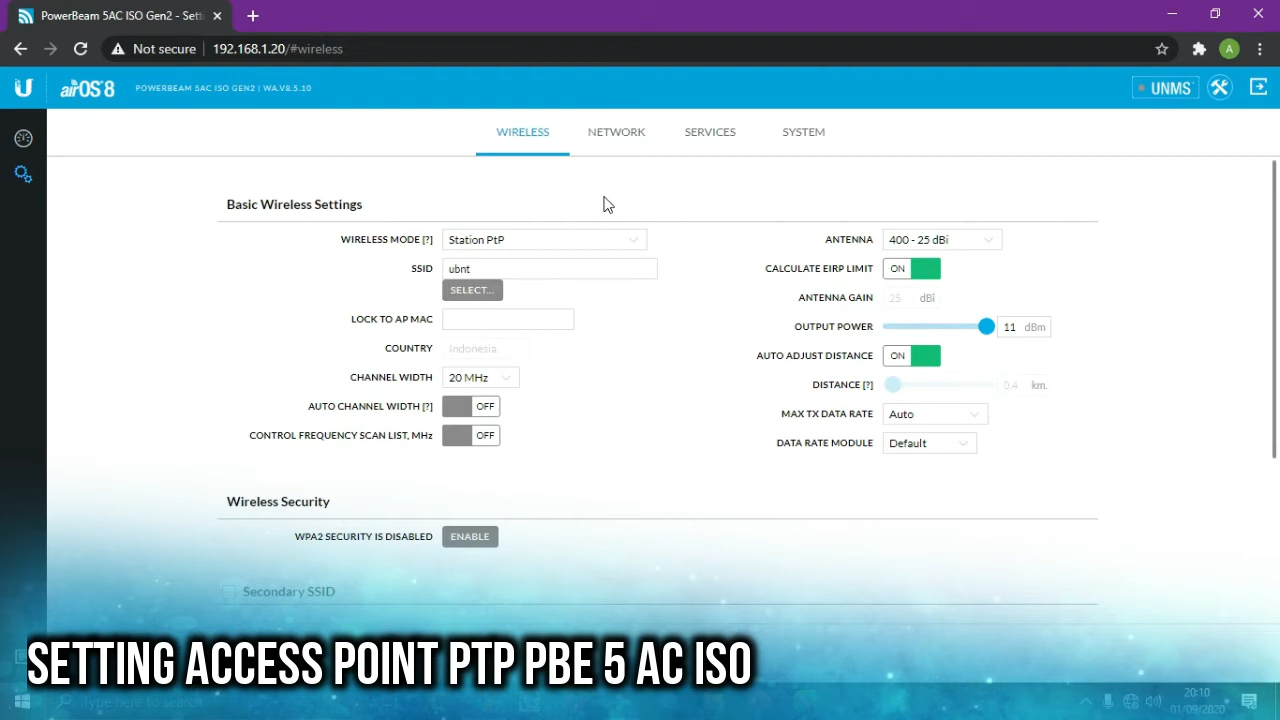 PowerBeam 5AC ISO Gen2 - Setti
Not secure 192.168.1.20/#wireless
A
U airOS 8 POWERBEAM 5AC ISO GEN2 | WA.V8.5.10 UNMS
WIRELESS NETWORK SERVICES SYSTEM
Basic Wireless Settings
WIRELESS MODE [?] Station PtP ANTENNA 400 - 25 dBi
SSID ubnt CALCULATE EIRP LIMIT ON
SELECT... ANTENNA GAIN 25 dBi
LOCK TO AP MAC OUTPUT POWER 11 dBm
COUNTRY Indonesia AUTO ADJUST DISTANCE ON
CHANNEL WIDTH 20 MHz DISTANCE [?] 0.4 km.
AUTO CHANNEL WIDTH [?] OFF MAX TX DATA RATE Auto
CONTROL FREQUENCY SCAN LIST, MHz OFF DATA RATE MODULE Default
Wireless Security
WPA2 SECURITY IS DISABLED ENABLE
Secondary SSID
SETTING ACCESS POINT PTP PBE 5 AC ISO
Type here to search 20:10
01/09/2020